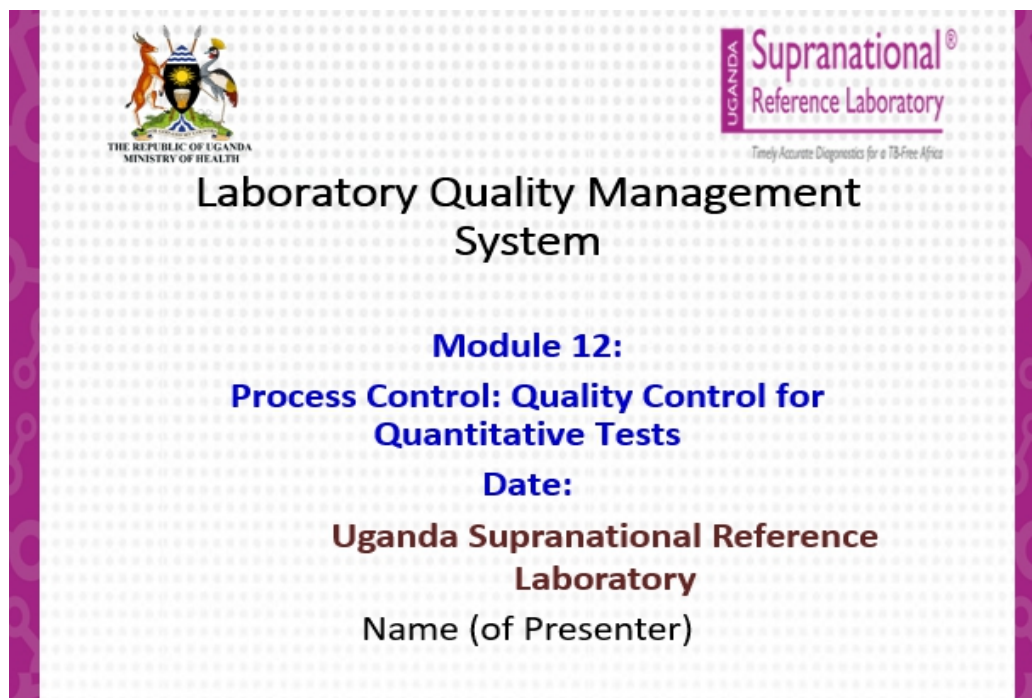 THE REPUBLIC OF UGANDA
MINISTRY OF HEALTH
UGANDA
Supranational®
Reference Laboratory
Timely Accurate Diagnostics for a TB-Free Africa
Laboratory Quality Management
System
Module 12:
Process Control: Quality Control for
Quantitative Tests
Date:
Uganda Supranational Reference
Laboratory
Name (of Presenter)